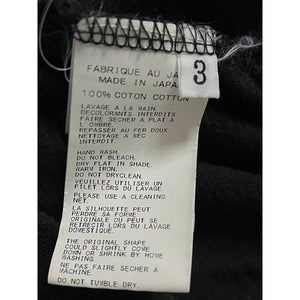 FABRIQUE AU JA
MADE IN JAPAN
3
100% COTON COTTON
LAVAGE A LA MAIN
DECOLORANTS INTERDITS
FAIRE SECHER A PLAT A
L'OMBRE
REPASSER AU FER DOUX
NETTOYAGE A SEC
INTERDIT
HAND WASH.
DO NOT BLEACH.
DRY FLAT IN SHADE.
WARM IRON.
DO NOT DRYCLEAN.
VEUILLEZ UTILISER UN
FILET LORS DU LAVAGE.
PLEASE USE A CLEANING
NET
LA SILHOUETTE PEUT
PERDRE SA FORME
ORIGINALE OU PEUT SE
RETRECIR LORS DU LAVAGE
DOMESTIQUE.
THE ORIGINAL SHAPE
COULD SLIGHTLY COME
DOWN OR SHRINK BY HOME
WASHING.
NE PAS FAIRE SECHER A
MACHINE.
DO NOT TUMBLE DRY.